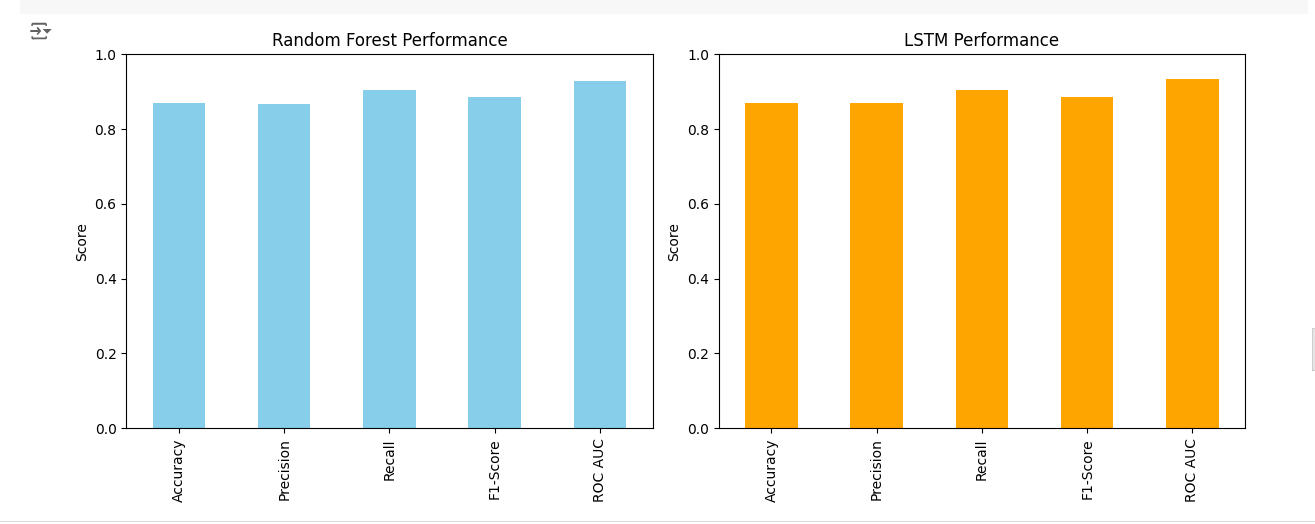 Random Forest Performance
1.0
0.8
0.6
0.4
0.2
0.0
Score
Accuracy
Precision
Recall
F1-Score
ROC AUC
LSTM Performance
1.0
0.8
0.6
0.4
0.2
0.0
Score
Accuracy
Precision
Recall
F1-Score
ROC AUC